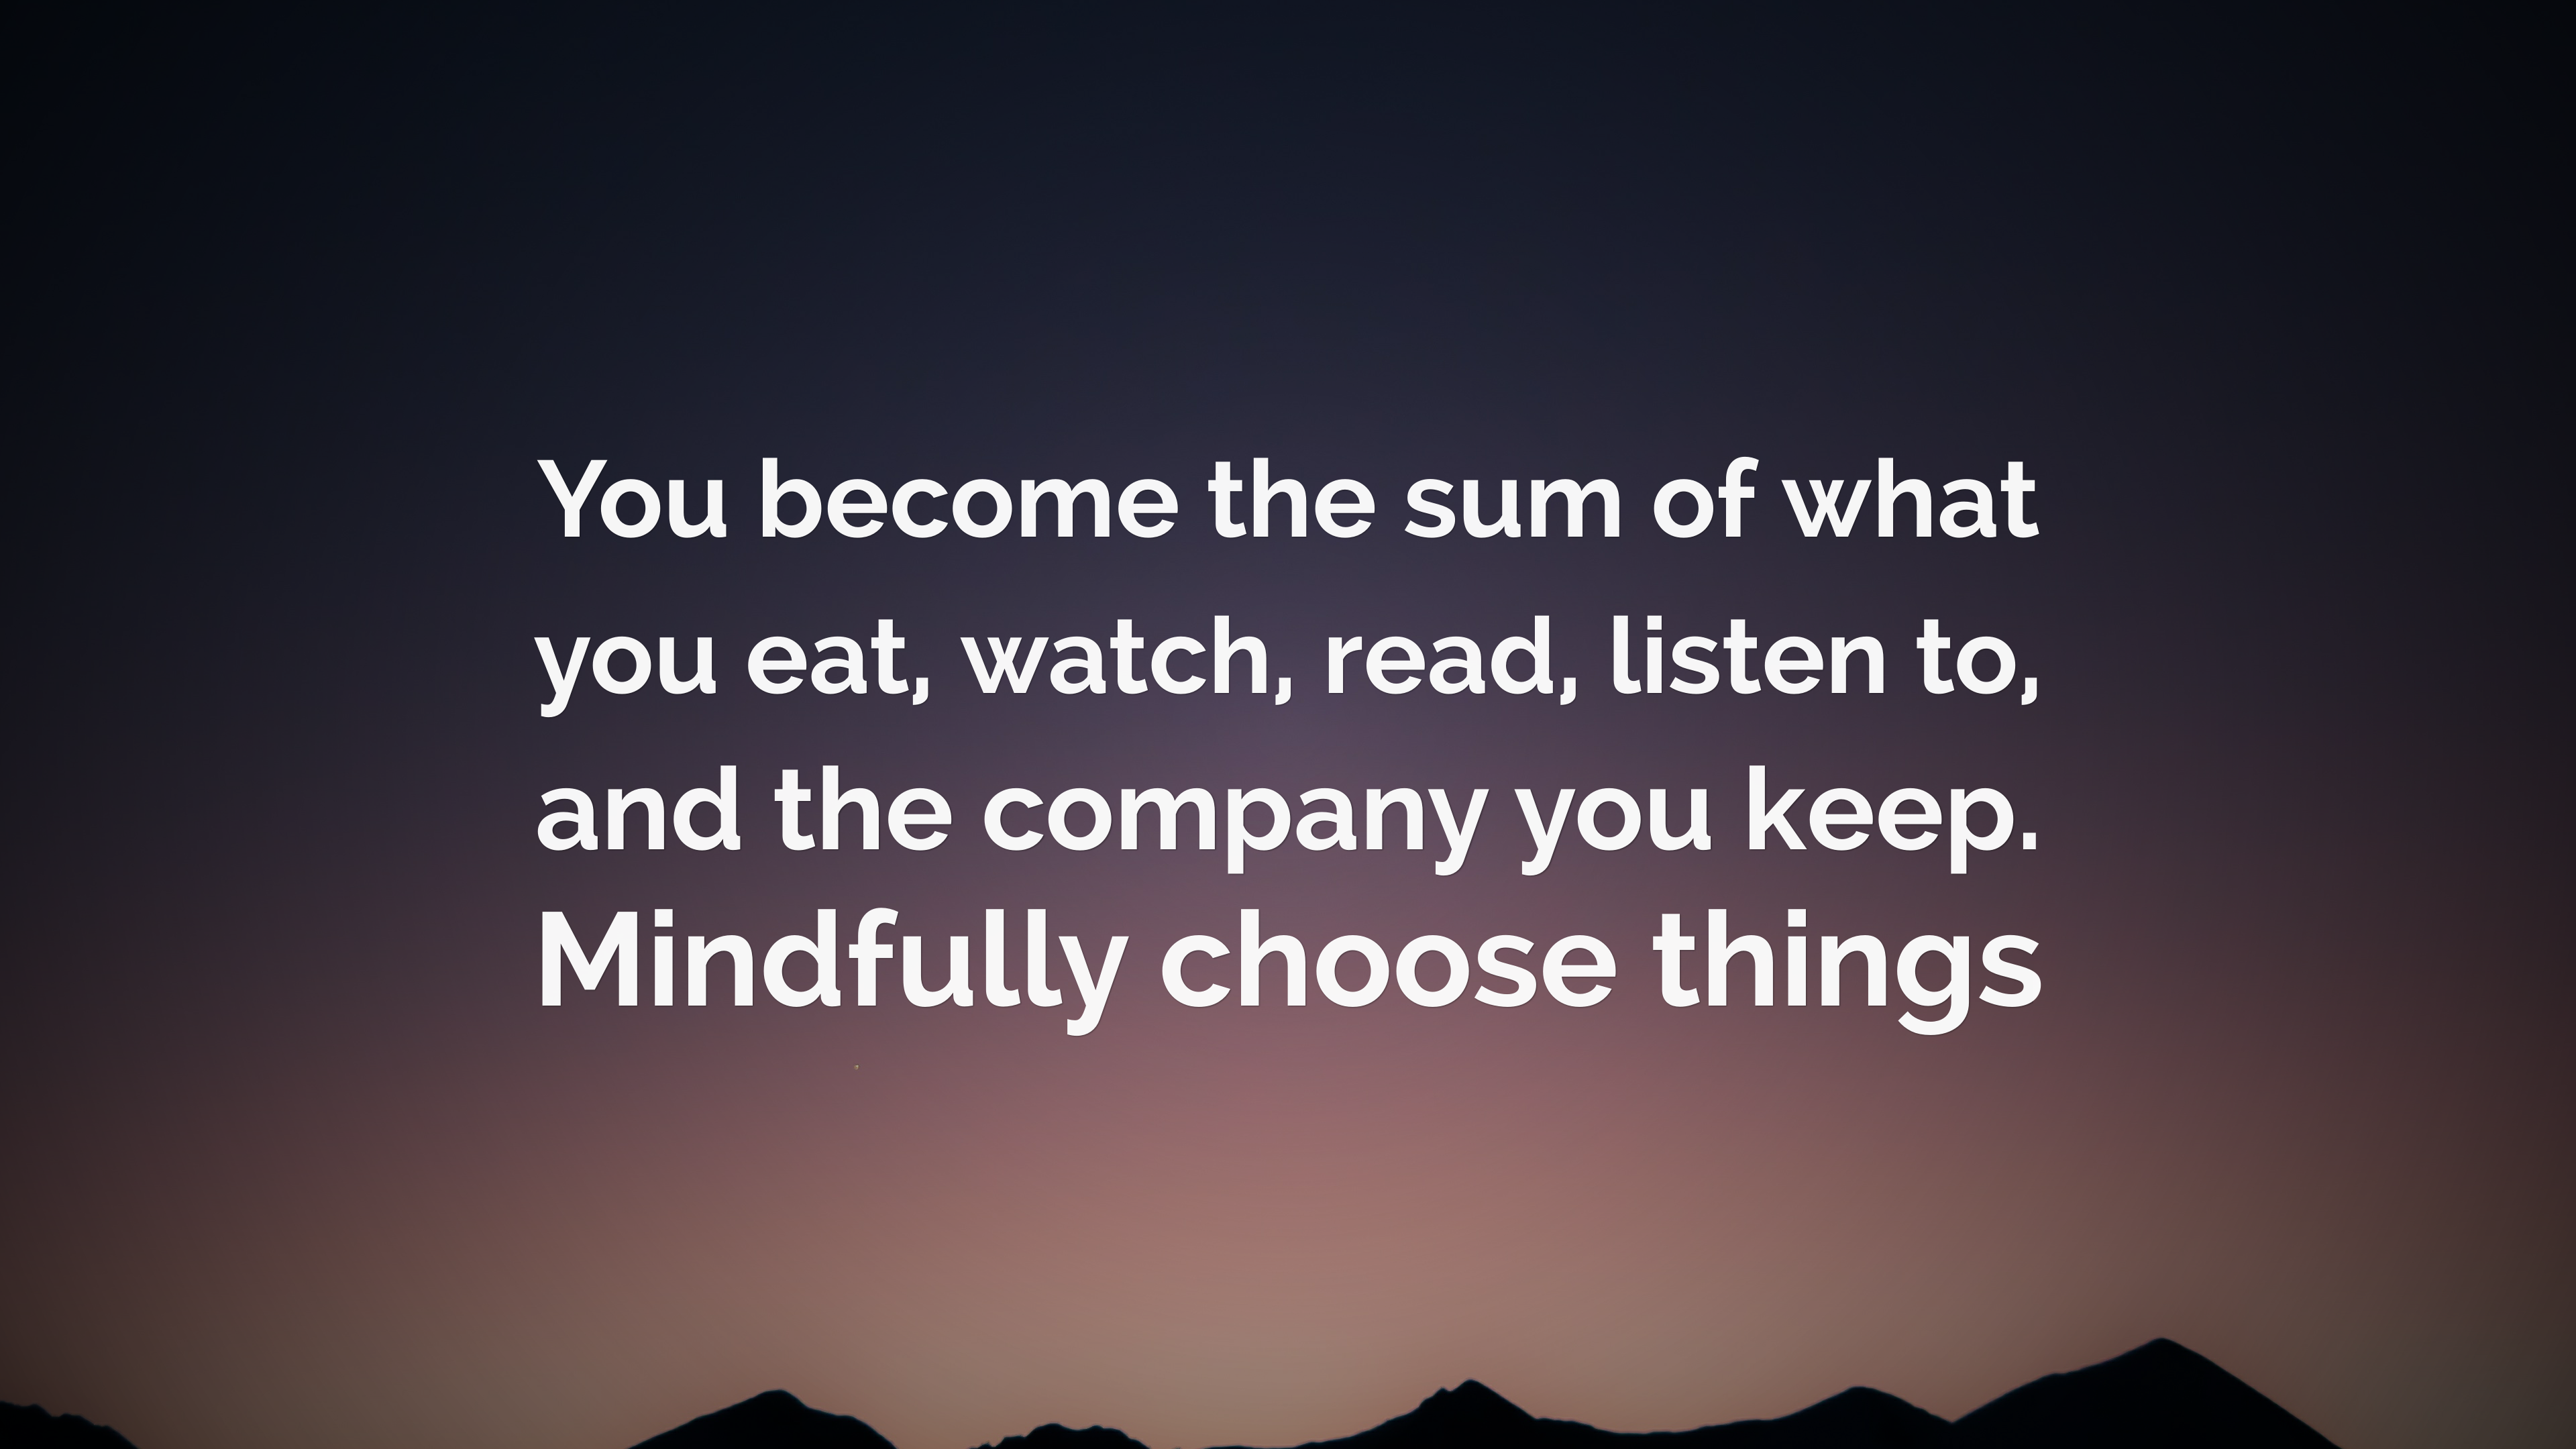 You become the sum of what
you eat, watch, read, listen to,
and the company you keep.
Mindfully choose things